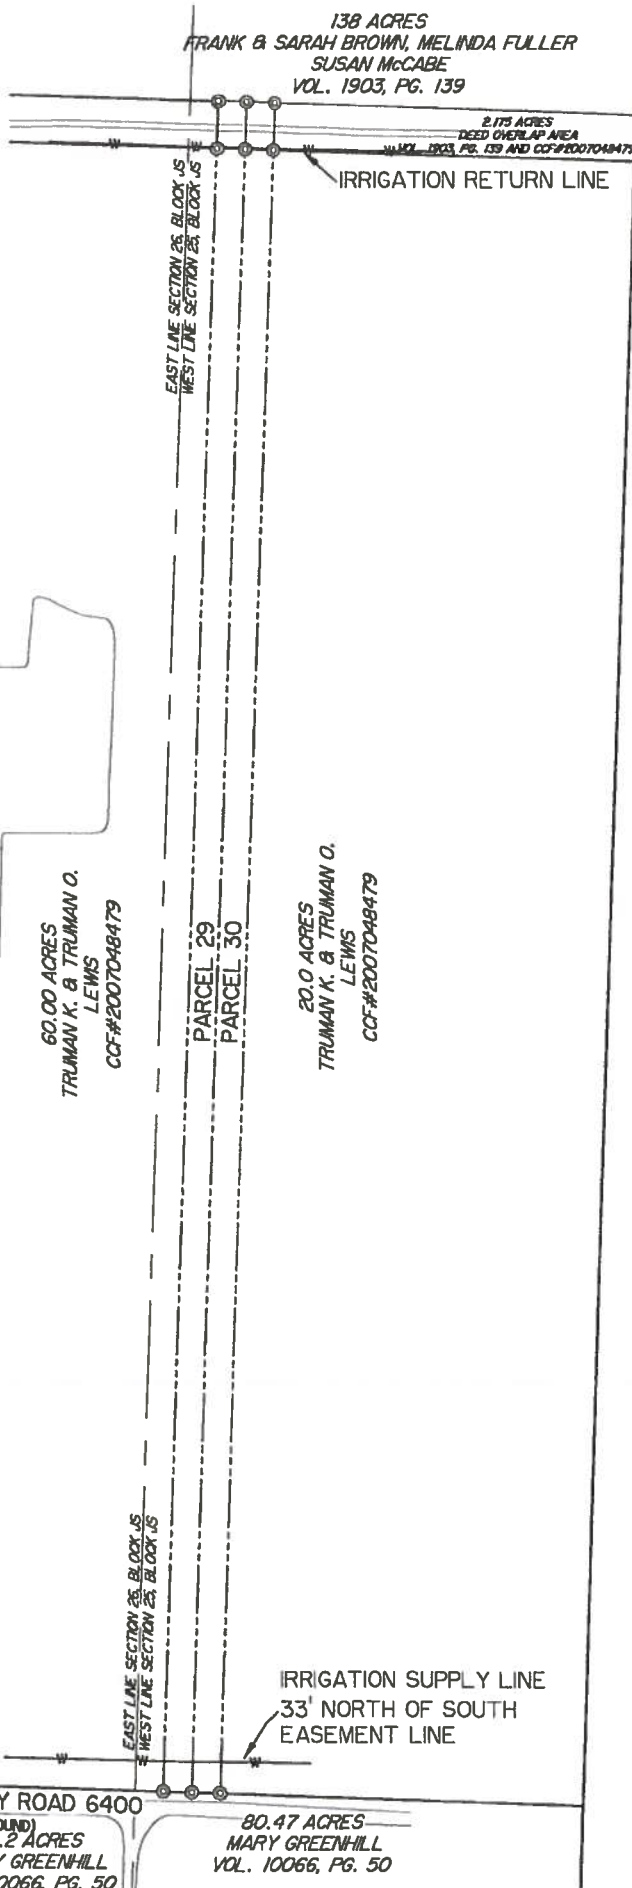 138 ACRES
FRANK & SARAH BROWN, MELINDA FULLER
SUSAN McCABE
VOL. 1903, PG. 139
2.175 ACRES
DEED OVERLAP AREA
VOL. 1903, PG. 139 AND CCF#2007048479
W
W
W
W
IRRIGATION RETURN LINE
EAST LINE SECTION 26, BLOCK JS
WEST LINE SECTION 25, BLOCK JS
60.00 ACRES
TRUMAN K. & TRUMAN O.
LEWIS
CCF#2007048479
PARCEL 29
PARCEL 30
20.0 ACRES
TRUMAN K. & TRUMAN O.
LEWIS
CCF#2007048479
EAST LINE SECTION 26, BLOCK JS
WEST LINE SECTION 25, BLOCK JS
IRRIGATION SUPPLY LINE
33' NORTH OF SOUTH
EASEMENT LINE
W
W
W
Y ROAD 6400
OUND)
.2 ACRES
Y GREENHILL
0066, PG. 50
80.47 ACRES
MARY GREENHILL
VOL. 10066, PG. 50